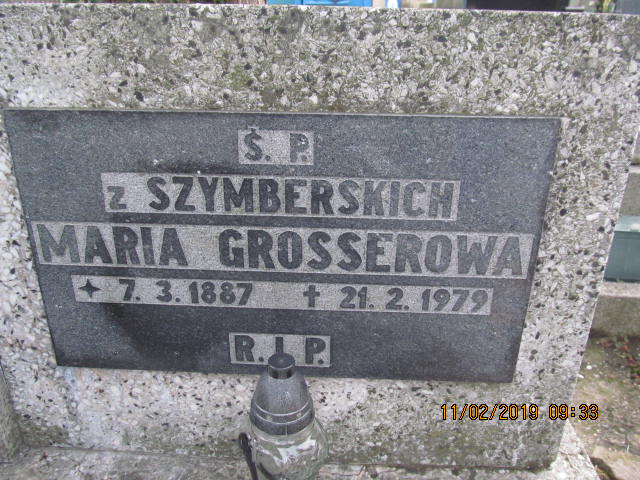 Ś. P.
z SZYMBERSKICH
MARIA GROSSEROWA
✦ 7. 3. 1887 ✝ 21. 2. 1979
R. I P.
11/02/2019 09:33